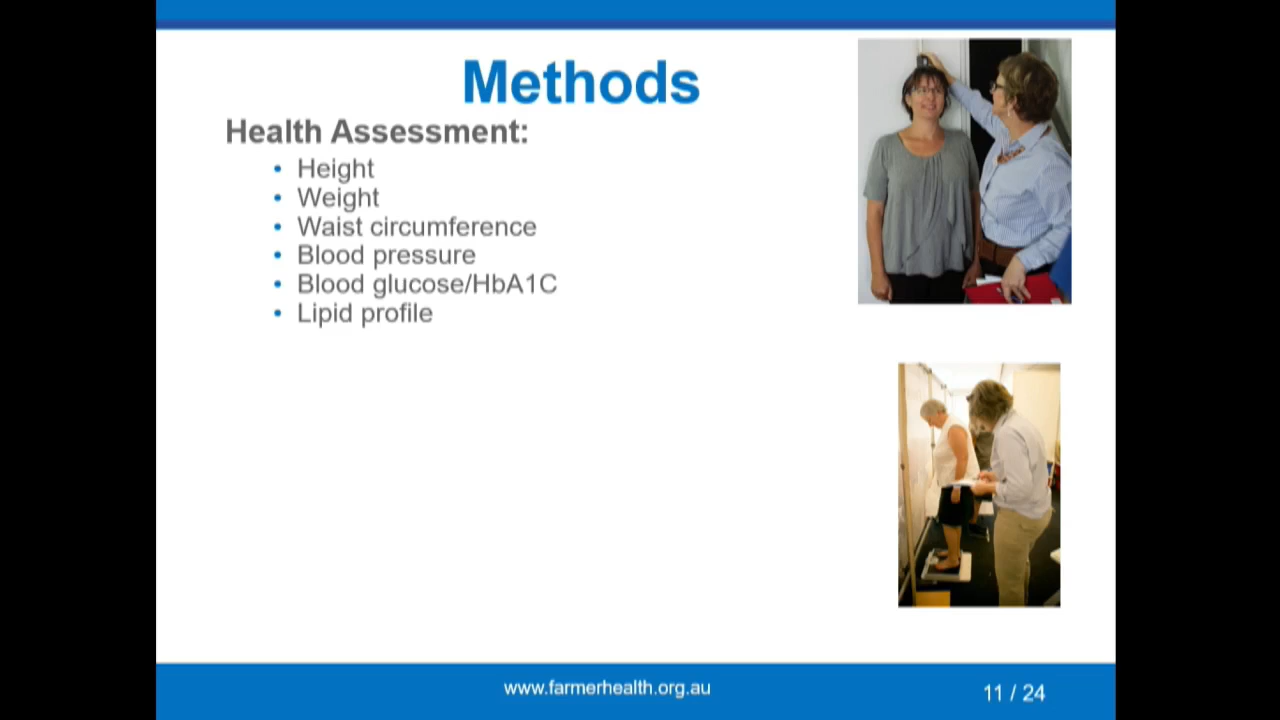 Methods
Health Assessment:
• Height
• Weight
• Waist circumference
• Blood pressure
• Blood glucose/HbA1C
• Lipid profile
www.farmerhealth.org.au
11 / 24